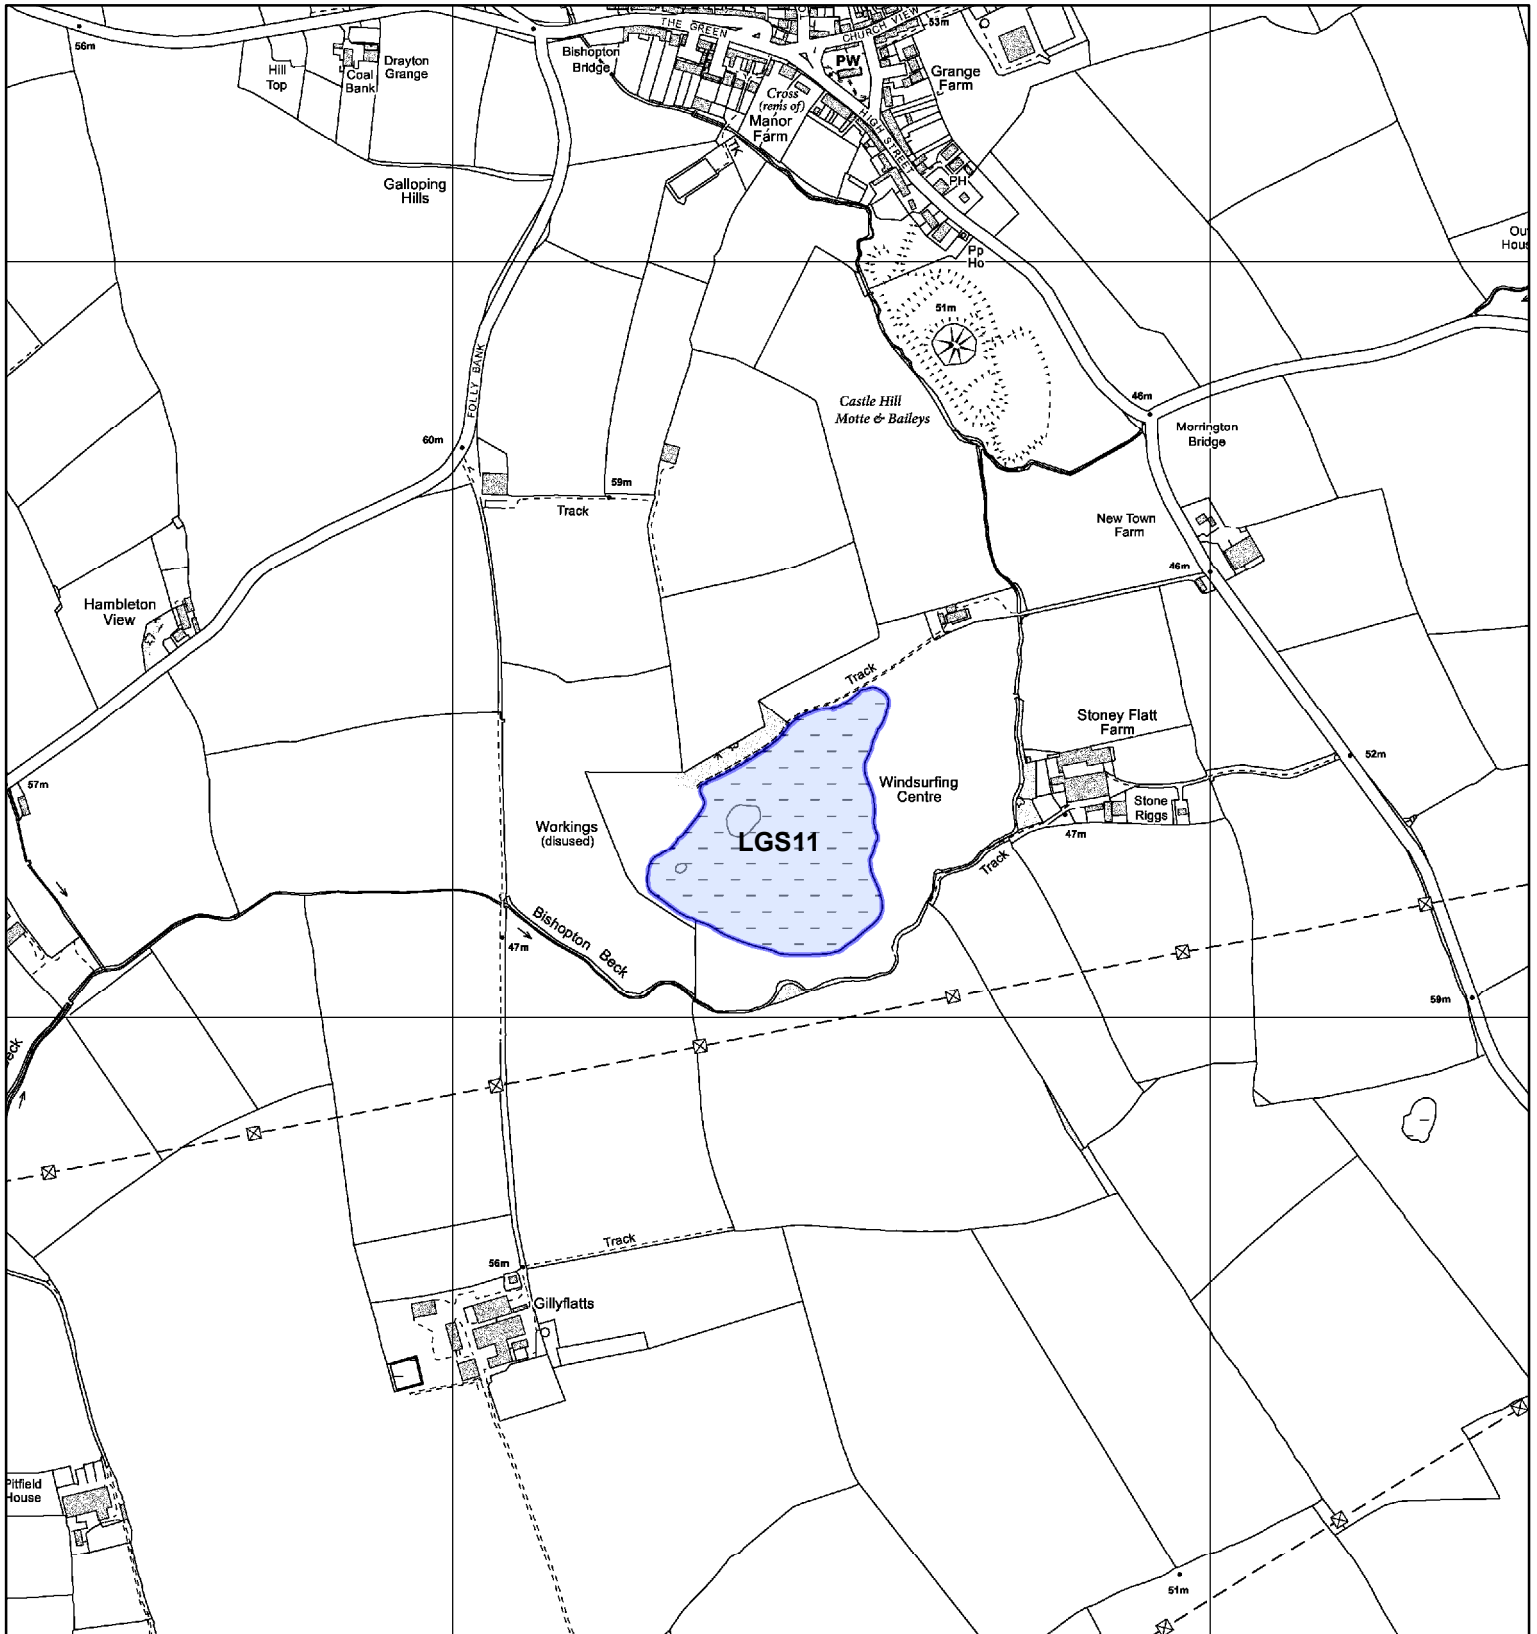 THE GREEN
CHURCH VIEW
53m
56m
Hill
Top
Coal
Bank
Drayton
Grange
Bishopton
Bridge
PW
Grange
Farm
Cross
(rems of)
Manor
Farm
HIGH STREET
PH
Galloping
Hills
Pp
Ho
51m
FOLLY BANK
Castle Hill
Motte & Baileys
46m
Morrington
Bridge
60m
59m
Track
New Town
Farm
46m
Hambleton
View
Track
Stoney Flatt
Farm
52m
57m
Windsurfing
Centre
Stone
Riggs
Workings
(disused)
LGS11
47m
Track
Bishopton Beck
47m
59m
Track
56m
Gillyflatts
Pitfield
House
51m